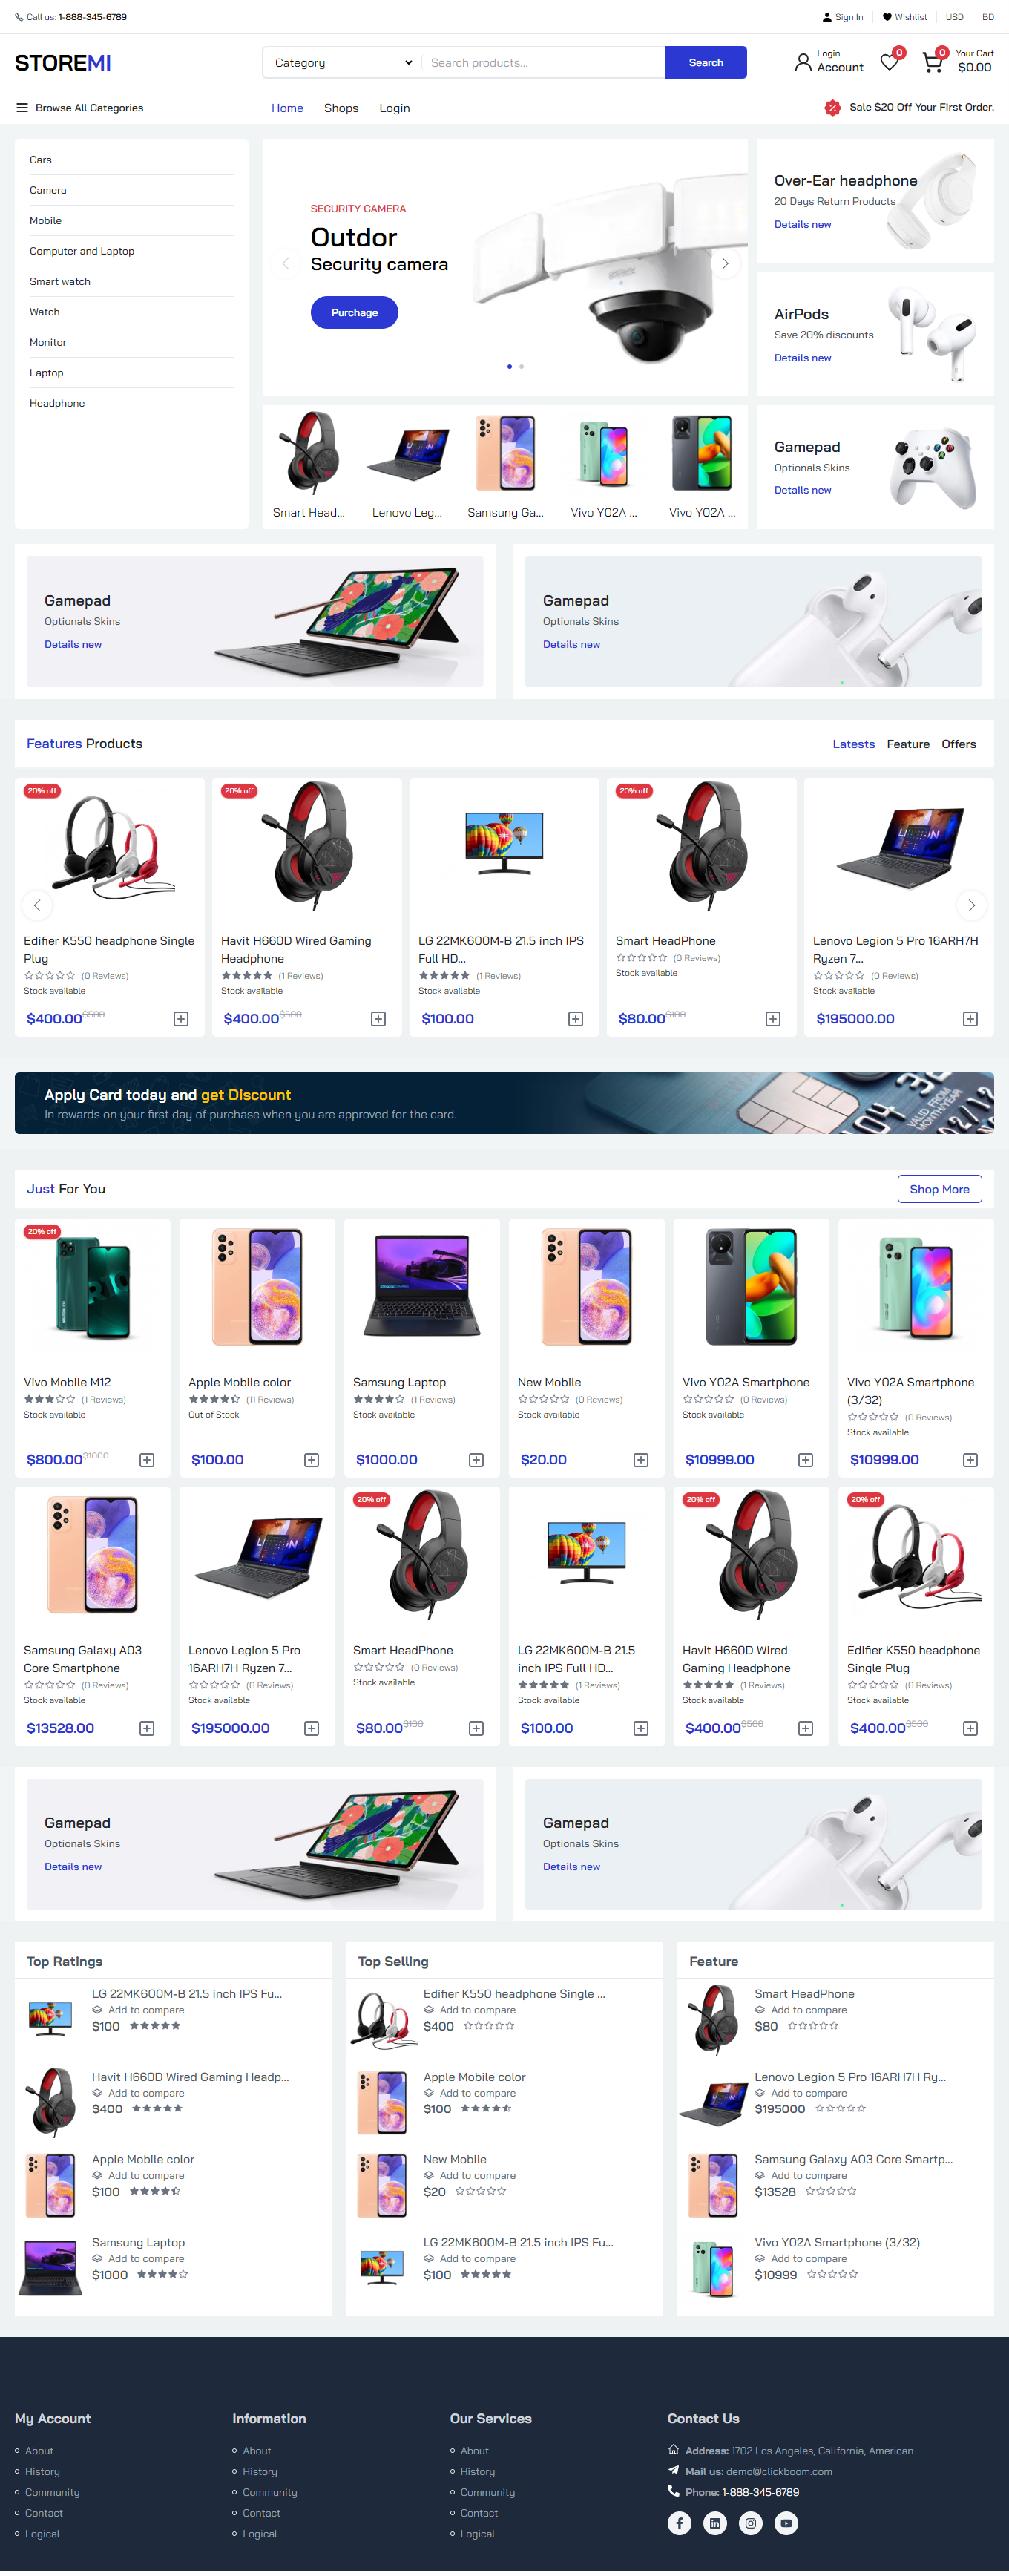 Call us: 1-888-345-6789
Sign In
Wishlist
USD
BD
STOREMI
Category
Search products...
Search
Login
Account
0
0
Your Cart
$0.00
Browse All Categories
Home
Shops
Login
Sale $20 Off Your First Order.
Cars
Camera
Mobile
Computer and Laptop
Smart watch
Watch
Monitor
Laptop
Headphone
SECURITY CAMERA
Outdor
Security camera
Purchage
Over-Ear headphone
20 Days Return Products
Details new
AirPods
Save 20% discounts
Details new
Smart Head...
Lenovo Leg...
Samsung Ga...
Vivo Y02A ...
Vivo Y02A ...
Gamepad
Optionals Skins
Details new
Gamepad
Optionals Skins
Details new
Gamepad
Optionals Skins
Details new
Features Products
Latests
Feature
Offers
20% off
Edifier K550 headphone Single
Plug
(0 Reviews)
Stock available
$400.00$500
20% off
Havit H660D Wired Gaming
Headphone
(1 Reviews)
Stock available
$400.00$500
LG 22MK600M-B 21.5 inch IPS
Full HD...
(1 Reviews)
Stock available
$100.00
20% off
Smart HeadPhone
(0 Reviews)
Stock available
$80.00$100
Lenovo Legion 5 Pro 16ARH7H
Ryzen 7...
(0 Reviews)
Stock available
$195000.00
Apply Card today and get Discount
In rewards on your first day of purchase when you are approved for the card.
VALID FROM
MONTH/YEAR
Just For You
Shop More
20% off
Vivo Mobile M12
(1 Reviews)
Stock available
$800.00$1000
Apple Mobile color
(11 Reviews)
Out of Stock
$100.00
Samsung Laptop
(1 Reviews)
Stock available
$1000.00
New Mobile
(0 Reviews)
Stock available
$20.00
Vivo Y02A Smartphone
(0 Reviews)
Stock available
$10999.00
Vivo Y02A Smartphone
(3/32)
(0 Reviews)
Stock available
$10999.00
Samsung Galaxy A03
Core Smartphone
(0 Reviews)
Stock available
$13528.00
Lenovo Legion 5 Pro
16ARH7H Ryzen 7...
(0 Reviews)
Stock available
$195000.00
20% off
Smart HeadPhone
(0 Reviews)
Stock available
$80.00$100
LG 22MK600M-B 21.5
inch IPS Full HD...
(1 Reviews)
Stock available
$100.00
20% off
Havit H660D Wired
Gaming Headphone
(1 Reviews)
Stock available
$400.00$500
20% off
Edifier K550 headphone
Single Plug
(0 Reviews)
Stock available
$400.00$500
Gamepad
Optionals Skins
Details new
Gamepad
Optionals Skins
Details new
Top Ratings
LG 22MK600M-B 21.5 inch IPS Fu...
Add to compare
$100
Havit H660D Wired Gaming Headp...
Add to compare
$400
Apple Mobile color
Add to compare
$100
Samsung Laptop
Add to compare
$1000
Top Selling
Edifier K550 headphone Single ...
Add to compare
$400
Apple Mobile color
Add to compare
$100
New Mobile
Add to compare
$20
LG 22MK600M-B 21.5 inch IPS Fu...
Add to compare
$100
Feature
Smart HeadPhone
Add to compare
$80
Lenovo Legion 5 Pro 16ARH7H Ry...
Add to compare
$195000
Samsung Galaxy A03 Core Smartp...
Add to compare
$13528
Vivo Y02A Smartphone (3/32)
Add to compare
$10999
My Account
About
History
Community
Contact
Logical
Information
About
History
Community
Contact
Logical
Our Services
About
History
Community
Contact
Logical
Contact Us
Address: 1702 Los Angeles, California, American
Mail us: demo@clickboom.com
Phone: 1-888-345-6789